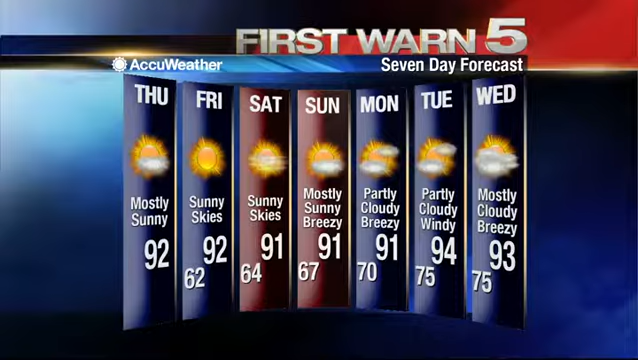 FIRST WARN 5
AccuWeather
Seven Day Forecast
THU
Mostly
Sunny
92
FRI
Sunny
Skies
92
62
SAT
Sunny
Skies
91
64
SUN
Mostly
Sunny
Breezy
91
67
MON
Partly
Cloudy
Breezy
91
70
TUE
Partly
Cloudy
Windy
94
75
WED
Mostly
Cloudy
Breezy
93
75